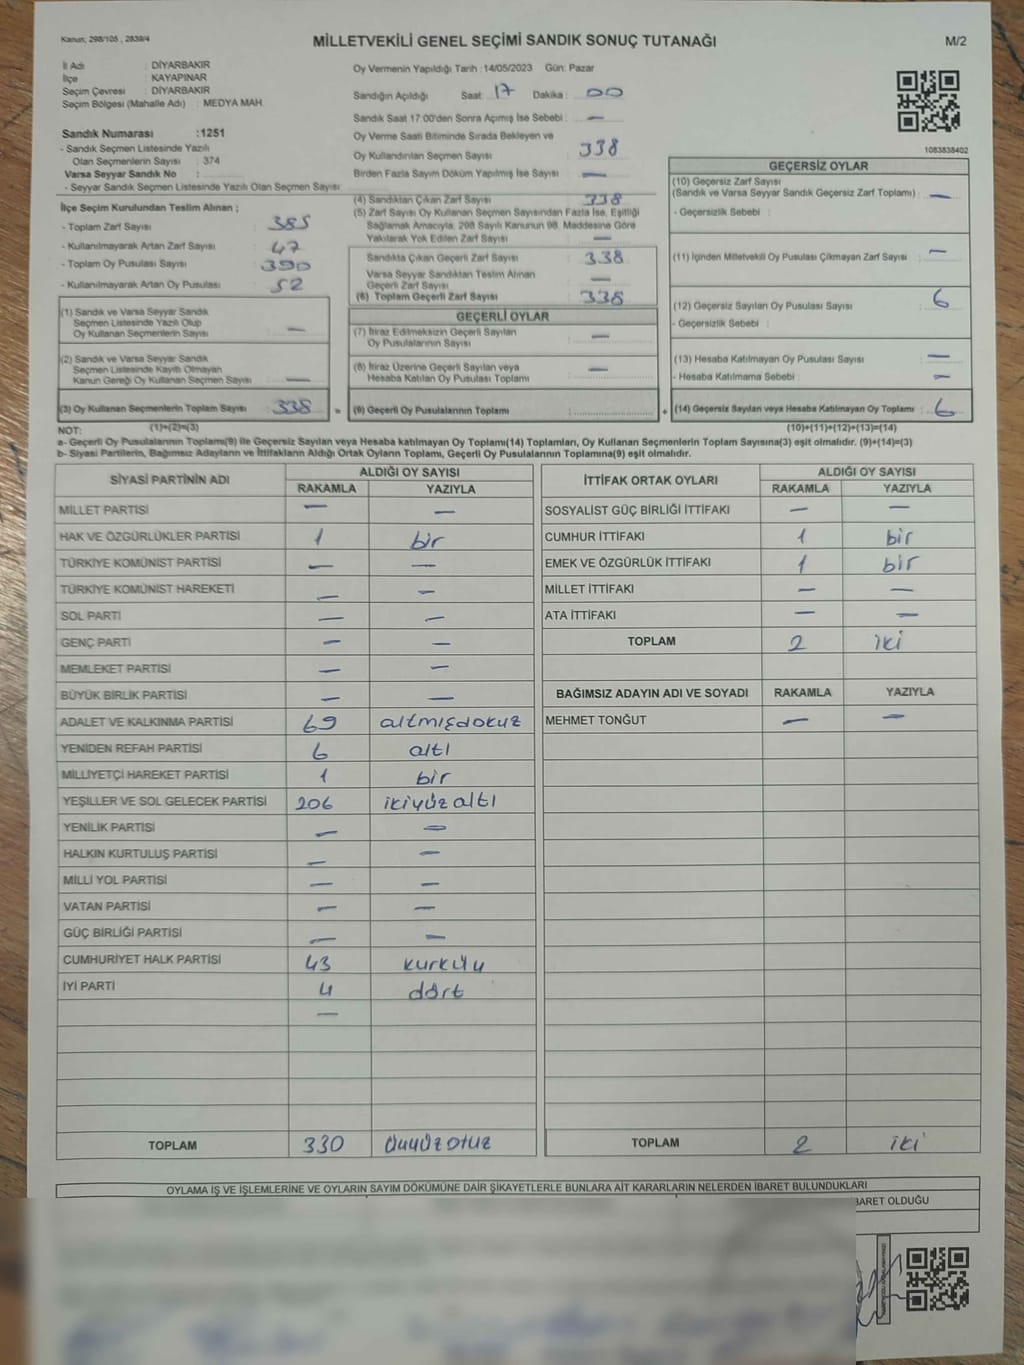 Kanun; 298/105 , 2839/4
MİLLETVEKİLİ GENEL SEÇİMİ SANDIK SONUÇ TUTANAĞI
M/2
İl Adı : DİYARBAKIR
İlçe : KAYAPINAR
Seçim Çevresi : DİYARBAKIR
Seçim Bölgesi (Mahalle Adı) : MEDYA MAH.
Sandık Numarası :1251
- Sandık Seçmen Listesinde Yazılı
Olan Seçmenlerin Sayısı : 374
Varsa Seyyar Sandık No :
- Seyyar Sandık Seçmen Listesinde Yazılı Olan Seçmen Sayısı:
İlçe Seçim Kurulundan Teslim Alınan ;
- Toplam Zarf Sayısı : 385
- Kullanılmayarak Artan Zarf Sayısı : 47
- Toplam Oy Pusulası Sayısı : 390
- Kullanılmayarak Artan Oy Pusulası : 52
(1) Sandık ve Varsa Seyyar Sandık
Seçmen Listesinde Yazılı Olup
Oy Kullanan Seçmenlerin Sayısı : —
(2) Sandık ve Varsa Seyyar Sandık
Seçmen Listesinde Kayıtlı Olmayan
Kanun Gereği Oy Kullanan Seçmen Sayısı : —
(3) Oy Kullanan Seçmenlerin Toplam Sayısı : 338
Oy Vermenin Yapıldığı Tarih :14/05/2023 Gün: Pazar
Sandığın Açıldığı Saat: 17 Dakika : 00
Sandık Saat 17:00'den Sonra Açımış İse Sebebi : —
Oy Verme Saati Bitiminde Sırada Bekleyen ve
Oy Kullandırılan Seçmen Sayısı : 338
Birden Fazla Sayım Döküm Yapılmış İse Sayısı : —
(4) Sandıktan Çıkan Zarf Sayısı : 338
(5) Zarf Sayısı Oy Kullanan Seçmen Sayısından Fazla İse, Eşitliği
Sağlamak Amacıyla, 298 Sayılı Kanunun 98. Maddesine Göre
Yakılarak Yok Edilen Zarf Sayısı : —
Sandıkta Çıkan Geçerli Zarf Sayısı : 338
Varsa Seyyar Sandıktan Teslim Alınan
Geçerli Zarf Sayısı : —
(6) Toplam Geçerli Zarf Sayısı : 338
GEÇERLİ OYLAR
(7) İtiraz Edilmeksizin Geçerli Sayılan
Oy Pusulalarının Sayısı : —
(8) İtiraz Üzerine Geçerli Sayılan veya
Hesaba Katılan Oy Pusulası Toplamı : —
= (9) Geçerli Oy Pusulalarının Toplamı :
1083838402
GEÇERSİZ OYLAR
(10) Geçersiz Zarf Sayısı
(Sandık ve Varsa Seyyar Sandık Geçersiz Zarf Toplamı) : —
- Geçersizlik Sebebi :
(11) İçinden Milletvekili Oy Pusulası Çikmayan Zarf Sayısı : —
(12) Geçersiz Sayılan Oy Pusulası Sayısı : 6
- Geçersizlik Sebebi :
(13) Hesaba Katılmayan Oy Pusulası Sayısı : —
- Hesaba Katılmama Sebebi : —
+ (14) Geçersiz Sayılan veya Hesaba Katılmayan Oy Toplamı : 6
NOT: (1)+(2)=(3) (10)+(11)+(12)+(13)=(14)
a- Geçerli Oy Pusulalarının Toplamı(9) ile Geçersiz Sayılan veya Hesaba katılmayan Oy Toplamı(14) Toplamları, Oy Kullanan Seçmenlerin Toplam Sayısına(3) eşit olmalıdır. (9)+(14)=(3)
b- Siyasi Partilerin, Bağımsız Adayların ve İttifakların Aldığı Ortak Oyların Toplamı, Geçerli Oy Pusulalarının Toplamına(9) eşit olmalıdır.
SİYASİ PARTİNİN ADI ALDIĞI OY SAYISI
RAKAMLA YAZIYLA
MİLLET PARTİSİ — —
HAK VE ÖZGÜRLÜKLER PARTİSİ 1 bir
TÜRKİYE KOMÜNİST PARTİSİ — —
TÜRKİYE KOMÜNİST HAREKETİ — —
SOL PARTİ — —
GENÇ PARTİ — —
MEMLEKET PARTİSİ — —
BÜYÜK BİRLİK PARTİSİ — —
ADALET VE KALKINMA PARTİSİ 69 altmışdokuz
YENİDEN REFAH PARTİSİ 6 altı
MİLLİYETÇİ HAREKET PARTİSİ 1 bir
YEŞİLLER VE SOL GELECEK PARTİSİ 206 ikiyüz altı
YENİLİK PARTİSİ — —
HALKIN KURTULUŞ PARTİSİ — —
MİLLİ YOL PARTİSİ — —
VATAN PARTİSİ — —
GÜÇ BİRLİĞİ PARTİSİ — —
CUMHURİYET HALK PARTİSİ 43 kırküç
İYİ PARTİ 4 dört
—
TOPLAM 330 üçyüzotuz
İTTİFAK ORTAK OYLARI ALDIĞI OY SAYISI
RAKAMLA YAZIYLA
SOSYALİST GÜÇ BİRLİĞİ İTTİFAKI — —
CUMHUR İTTİFAKI 1 bir
EMEK VE ÖZGÜRLÜK İTTİFAKI 1 bir
MİLLET İTTİFAKI — —
ATA İTTİFAKI — —
TOPLAM 2 iki
BAĞIMSIZ ADAYIN ADI VE SOYADI RAKAMLA YAZIYLA
MEHMET TONĞUT — —
TOPLAM 2 iki
OYLAMA İŞ VE İŞLEMLERİNE VE OYLARIN SAYIM DÖKÜMÜNE DAİR ŞİKAYETLERLE BUNLARA AİT KARARLARIN NELERDEN İBARET BULUNDUKLARI
BARET OLDUĞU